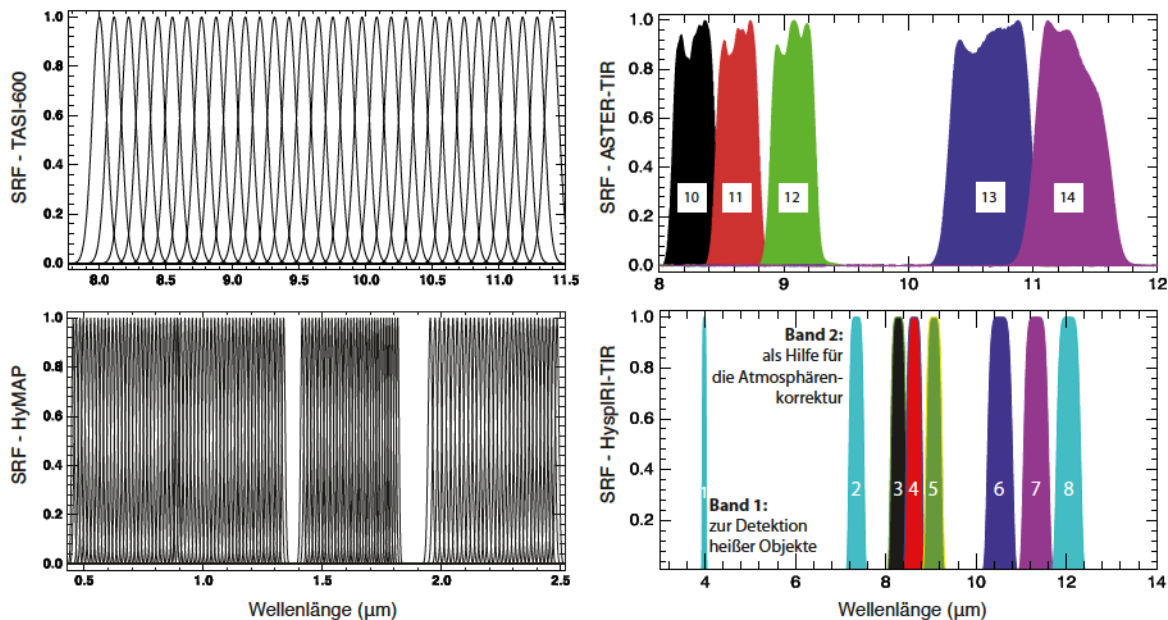 SRF - TASI-600
1.0
0.8
0.6
0.4
0.2
0.0
8.0 8.5 9.0 9.5 10.0 10.5 11.0 11.5
SRF - ASTER-TIR
1.0
0.8
0.6
0.4
0.2
0.0
10 11 12 13 14
8 9 10 11 12
SRF - HyMAP
1.0
0.8
0.6
0.4
0.2
0.0
0.5 1.0 1.5 2.0 2.5
Wellenlänge (µm)
SRF - HyspIRI-TIR
1.0
0.8
0.6
0.4
0.2
Band 2:
als Hilfe für
die Atmosphären-
korrektur
1 2 3 4 5 6 7 8
Band 1:
zur Detektion
heißer Objekte
4 6 8 10 12 14
Wellenlänge (µm)